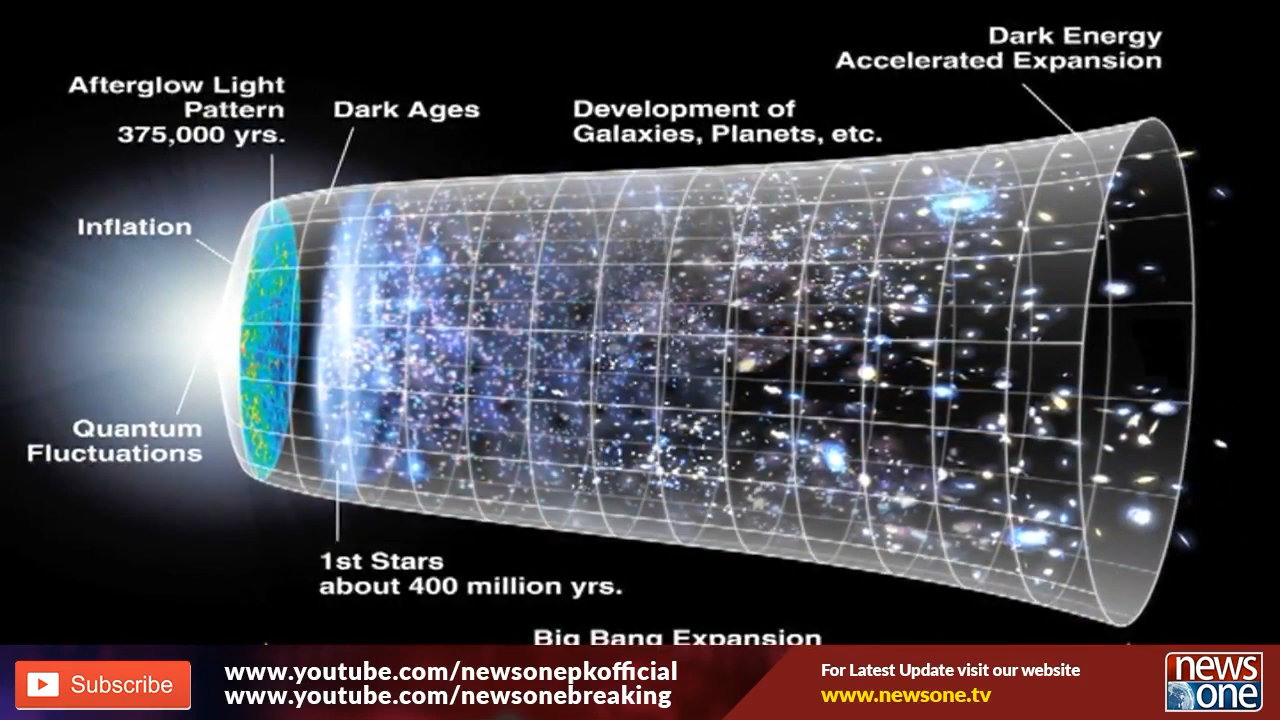 Dark Energy
Accelerated Expansion
Afterglow Light
Pattern
375,000 yrs.
Dark Ages
Development of
Galaxies, Planets, etc.
Inflation
Quantum
Fluctuations
1st Stars
about 400 million yrs.
Big Bang Expansion
Subscribe
www.youtube.com/newsonepkofficial
www.youtube.com/newsonebreaking
For Latest Update visit our website
www.newsone.tv
news
one